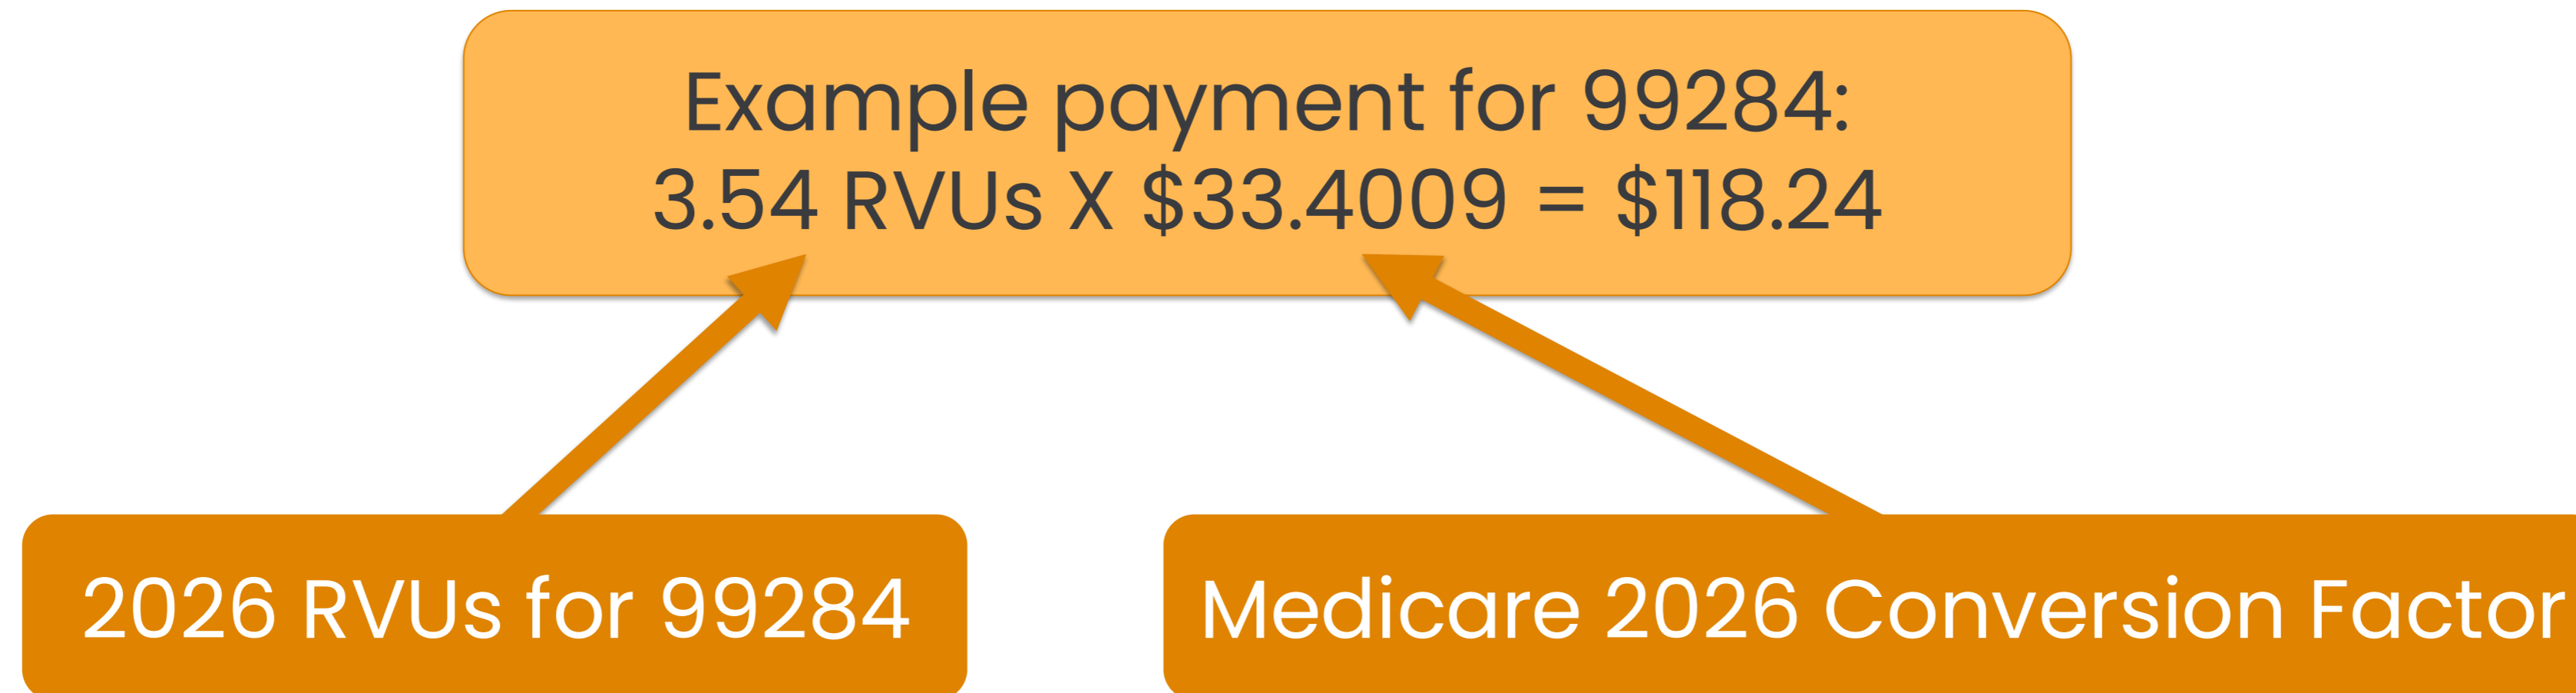 Example payment for 99284:
3.54 RVUs X $33.4009 = $118.24
2026 RVUs for 99284
Medicare 2026 Conversion Factor